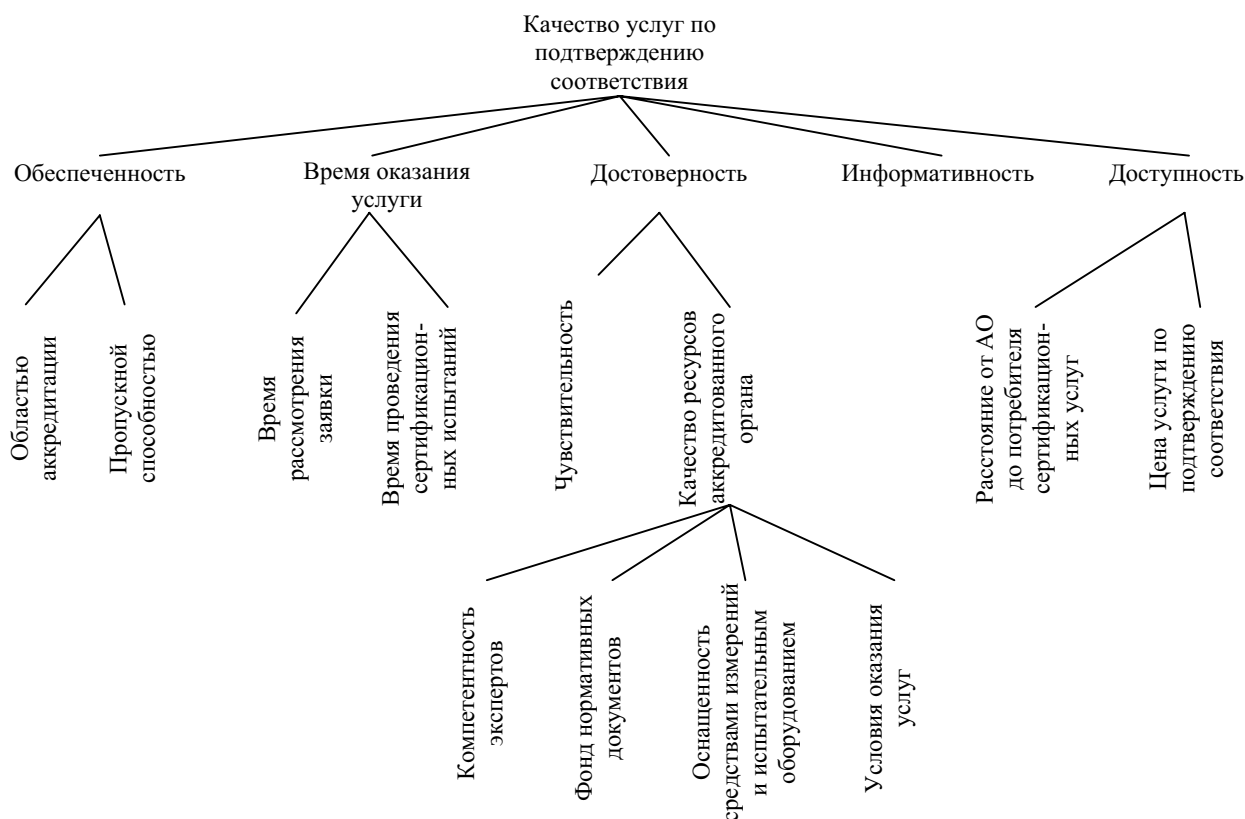 Качество услуг по
подтверждению
соответствия
Обеспеченность
Время оказания
услуги
Достоверность
Информативность
Доступность
Областью
аккредитации
Пропускной
способностью
Время
рассмотрения
заявки
Время проведения
сертификацион-
ных испытаний
Чувствительность
Качество ресурсов
аккредитованного
органа
Расстояние от АО
до потребителя
сертификацион-
ных услуг
Цена услуги по
подтверждению
соответствия
Компетентность
экспертов
Фонд нормативных
документов
Оснащенность
средствами измерений
и испытательным
оборудованием
Условия оказания
услуг